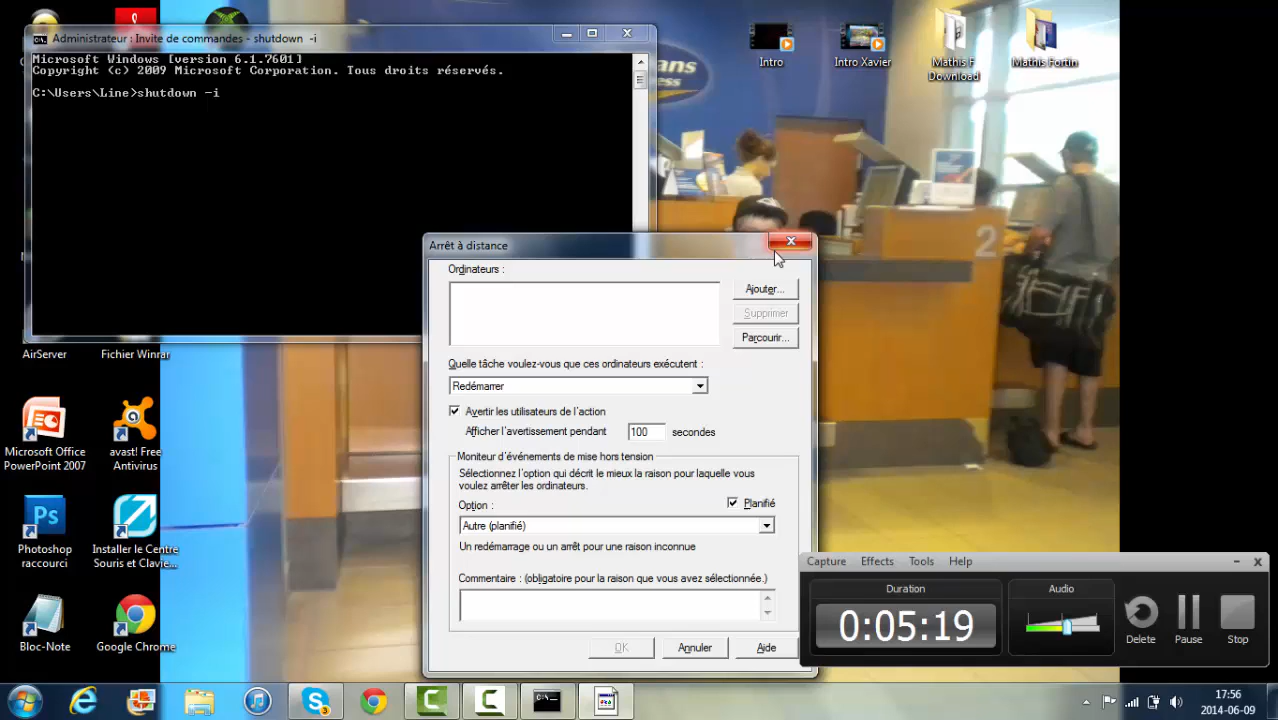 Administrateur : Invite de commandes - shutdown -i
Microsoft Windows [version 6.1.7601]
Copyright (c) 2009 Microsoft Corporation. Tous droits réservés.
C:\Users\Line>shutdown -i
Intro
Intro Xavier
Mathis F
Download
Mathis Fortin
2
Arrêt à distance
Ordinateurs :
Ajouter...
Supprimer
Parcourir...
Quelle tâche voulez-vous que ces ordinateurs exécutent :
Redémarrer
Avertir les utilisateurs de l'action
Afficher l'avertissement pendant 100 secondes
Moniteur d'événements de mise hors tension
Sélectionnez l'option qui décrit le mieux la raison pour laquelle vous
voulez arrêter les ordinateurs.
Option :
Planifié
Autre (planifié)
Un redémarrage ou un arrêt pour une raison inconnue
Commentaire : (obligatoire pour la raison que vous avez sélectionnée.)
OK
Annuler
Aide
AirServer
Fichier Winrar
Microsoft Office
PowerPoint 2007
avast! Free
Antivirus
Ps
Photoshop
raccourci
Installer le Centre
Souris et Clavie...
Bloc-Note
Google Chrome
Capture Effects Tools Help
Duration
0:05:19
Audio
Delete
Pause
Stop
3
17:56
2014-06-09